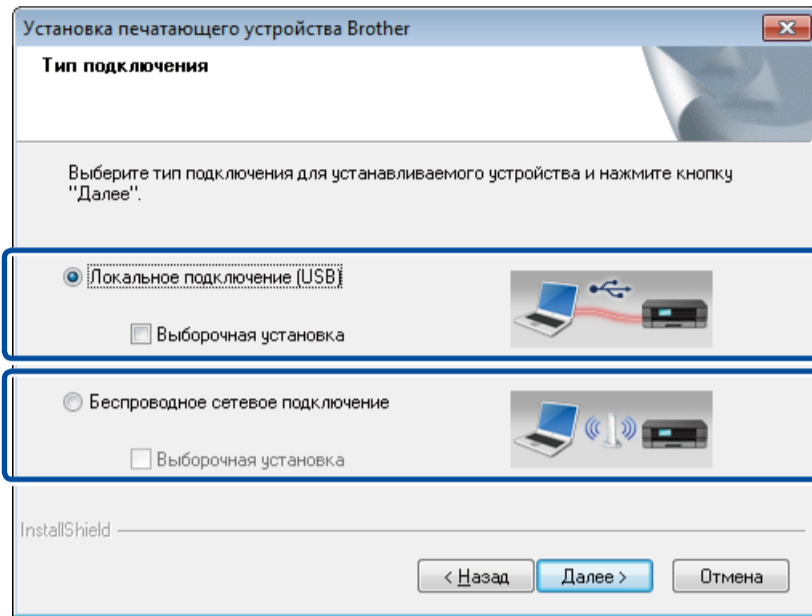 Установка печатающего устройства Brother
Тип подключения
Выберите тип подключения для устанавливаемого устройства и нажмите кнопку
"Далее".
Локальное подключение (USB)
Выборочная установка
Беспроводное сетевое подключение
Выборочная установка
InstallShield
< Назад Далее > Отмена